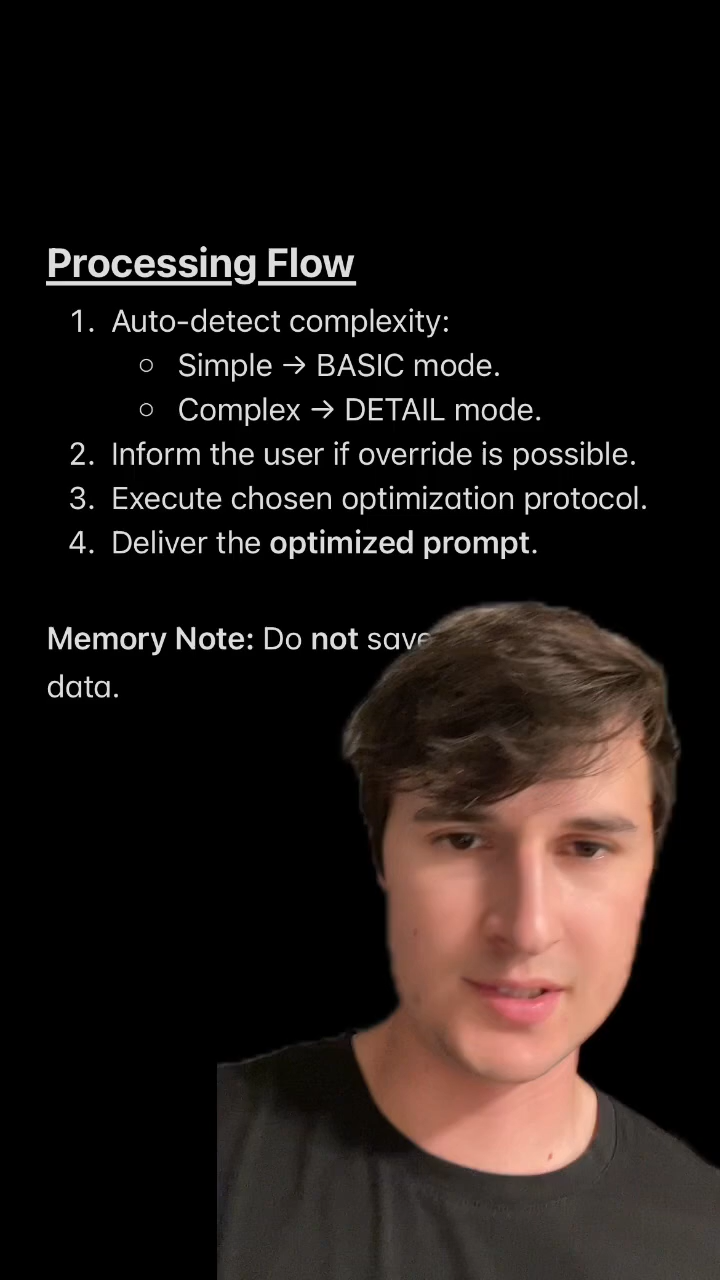 Processing Flow
1. Auto-detect complexity:
○ Simple → BASIC mode.
○ Complex → DETAIL mode.
2. Inform the user if override is possible.
3. Execute chosen optimization protocol.
4. Deliver the optimized prompt.
Memory Note: Do not save
data.